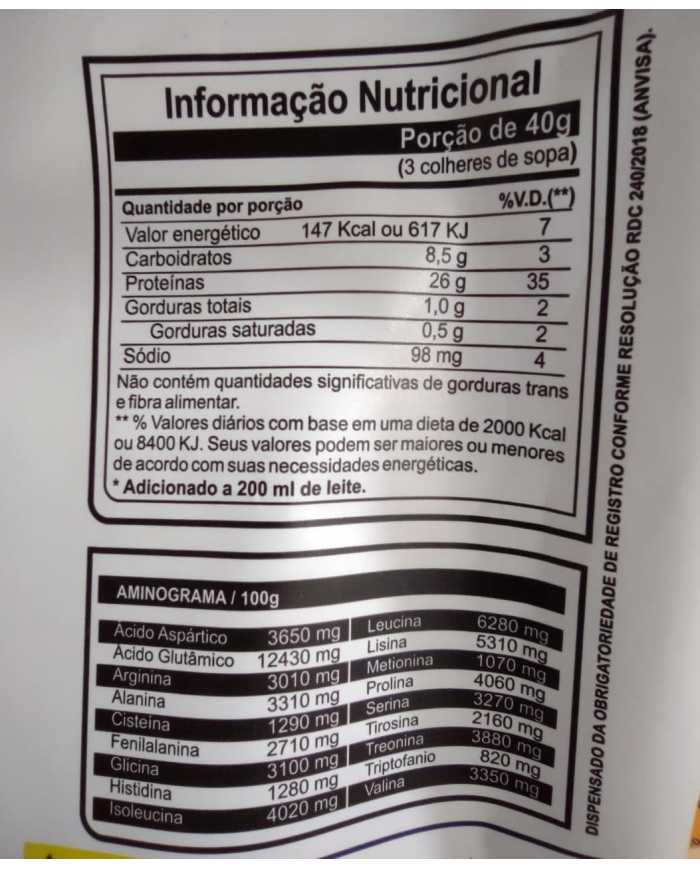 Informação Nutricional
Porção de 40g
(3 colheres de sopa)
Quantidade por porção %V.D.(**)
Valor energético 147 Kcal ou 617 KJ 7
Carboidratos 8,5 g 3
Proteínas 26 g 35
Gorduras totais 1,0 g 2
Gorduras saturadas 0,5 g 2
Sódio 98 mg 4
Não contém quantidades significativas de gorduras trans
e fibra alimentar.
** % Valores diários com base em uma dieta de 2000 Kcal
ou 8400 KJ. Seus valores podem ser maiores ou menores
de acordo com suas necessidades energéticas.
* Adicionado a 200 ml de leite.
AMINOGRAMA / 100g
Ácido Aspártico 3650 mg
Ácido Glutâmico 12430 mg
Arginina 3010 mg
Alanina 3310 mg
Cisteína 1290 mg
Fenilalanina 2710 mg
Glicina 3100 mg
Histidina 1280 mg
Isoleucina 4020 mg
Leucina 6280 mg
Lisina 5310 mg
Metionina 1070 mg
Prolina 4060 mg
Serina 3270 mg
Tirosina 2160 mg
Treonina 3880 mg
Triptofanio 820 mg
Valina 3350 mg
DISPENSADO DA OBRIGATORIEDADE DE REGISTRO CONFORME RESOLUÇÃO RDC 240/2018 (ANVISA).